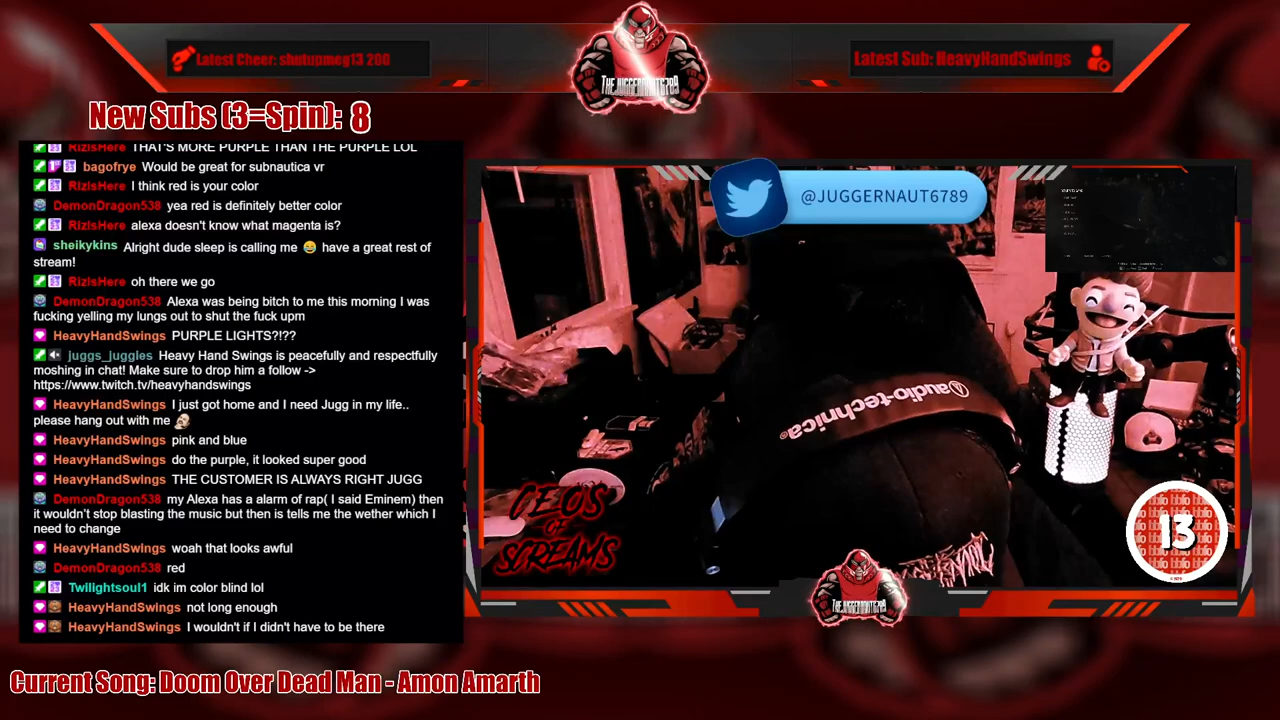 Latest Cheer: shutupmeg13 200
THEJUGGERNAUT6789
Latest Sub: HeavyHandSwings
New Subs (3=Spin): 8
RizIsHere THAT'S MORE PURPLE THAN THE PURPLE LOL
bagofrye Would be great for subnautica vr
RizIsHere I think red is your color
DemonDragon538 yea red is definitely better color
RizIsHere alexa doesn't know what magenta is?
sheikykins Alright dude sleep is calling me 😂 have a great rest of
stream!
RizIsHere oh there we go
DemonDragon538 Alexa was being bitch to me this morning I was
fucking yelling my lungs out to shut the fuck upm
HeavyHandSwings PURPLE LIGHTS?!??
juggs_juggles Heavy Hand Swings is peacefully and respectfully
moshing in chat! Make sure to drop him a follow ->
https://www.twitch.tv/heavyhandswings
HeavyHandSwings I just got home and I need Jugg in my life..
please hang out with me
HeavyHandSwings pink and blue
HeavyHandSwings do the purple, it looked super good
HeavyHandSwings THE CUSTOMER IS ALWAYS RIGHT JUGG
DemonDragon538 my Alexa has a alarm of rap( I said Eminem) then
it wouldn't stop blasting the music but then is tells me the wether which I
need to change
HeavyHandSwings woah that looks awful
DemonDragon538 red
Twilightsoul1 idk im color blind lol
HeavyHandSwings not long enough
HeavyHandSwings I wouldn't if I didn't have to be there
@JUGGERNAUT6789
audio-technica
CEO'S
OF
SCREAMS
13
THEJUGGERNAUT6789
Current Song: Doom Over Dead Man - Amon Amarth